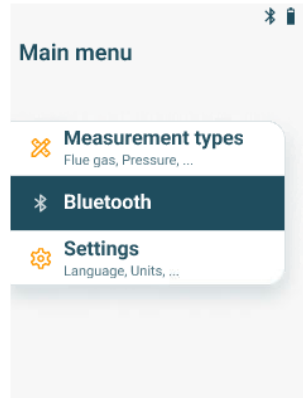 Main menu
Measurement types
Flue gas, Pressure, ...
Bluetooth
Settings
Language, Units, ...